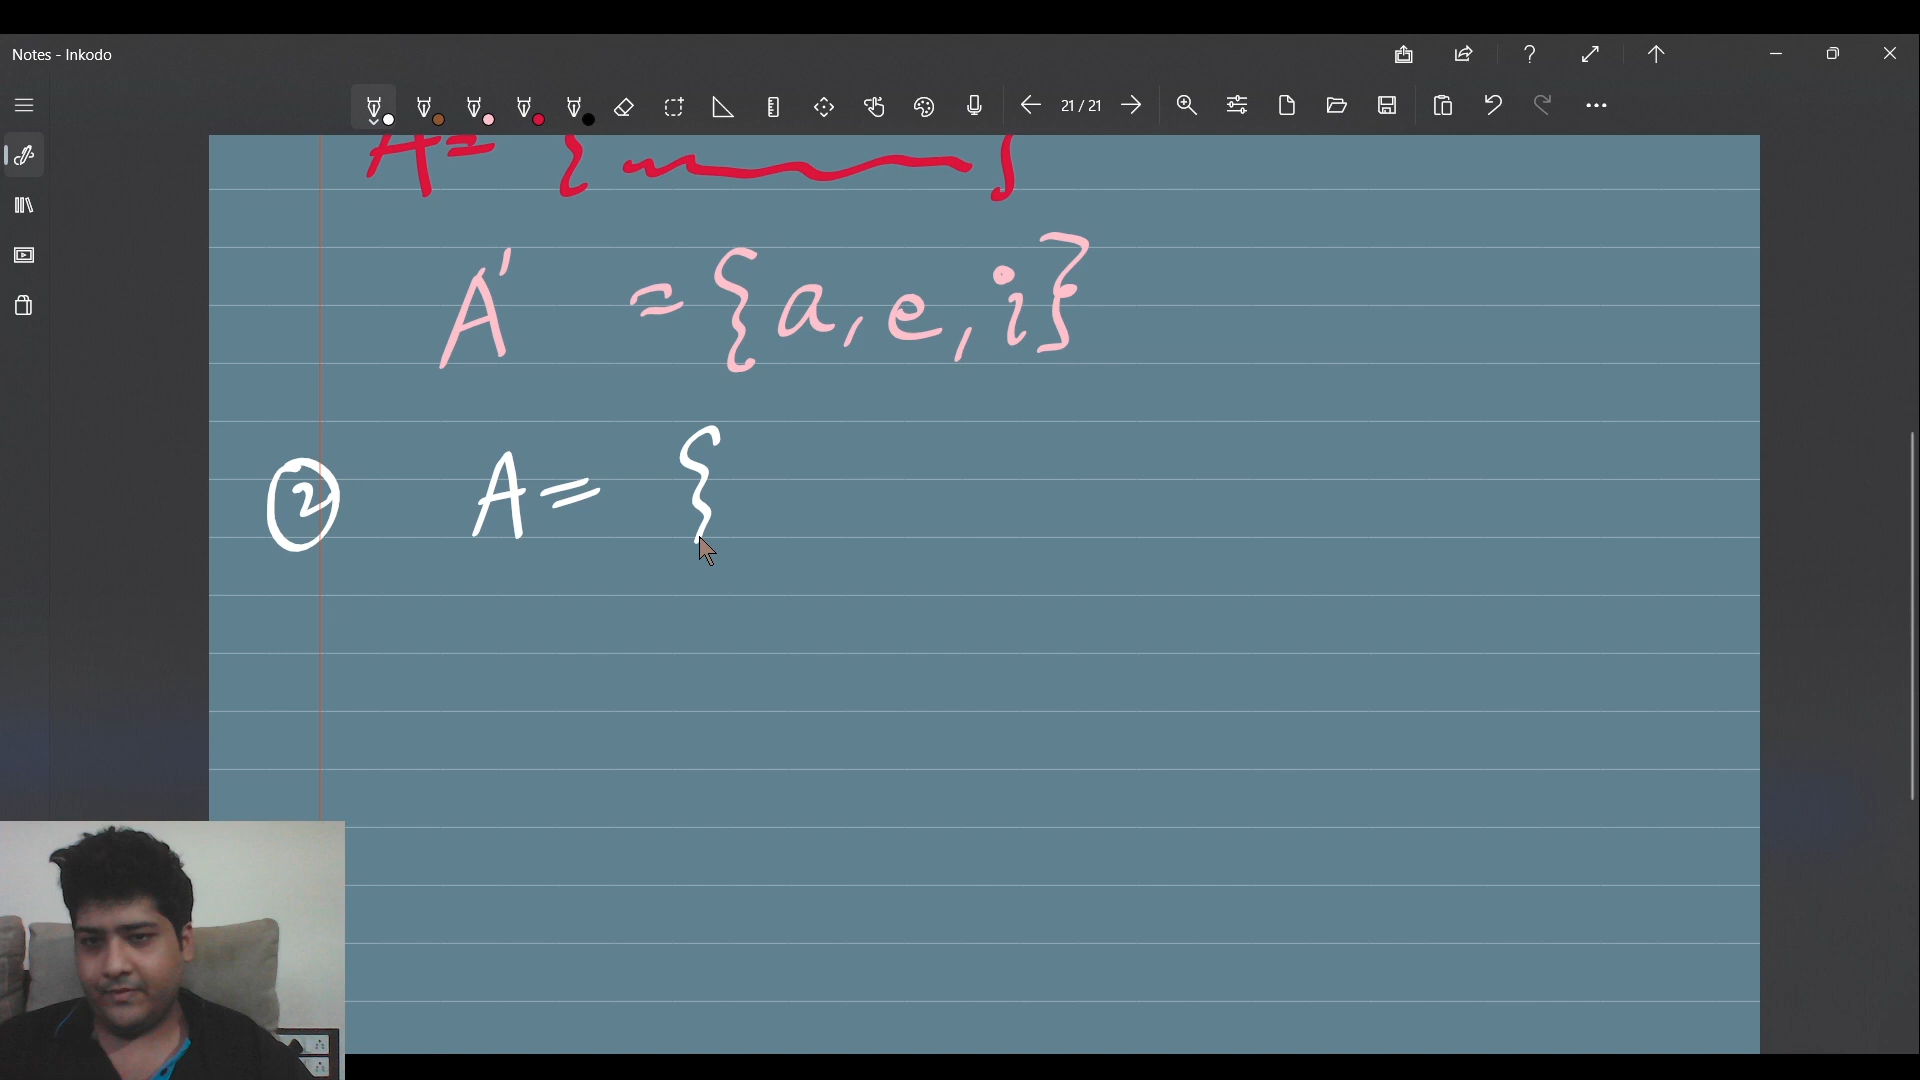 Notes - Inkodo
21 / 21
A = { }
A' = {a, e, i}
② A = {